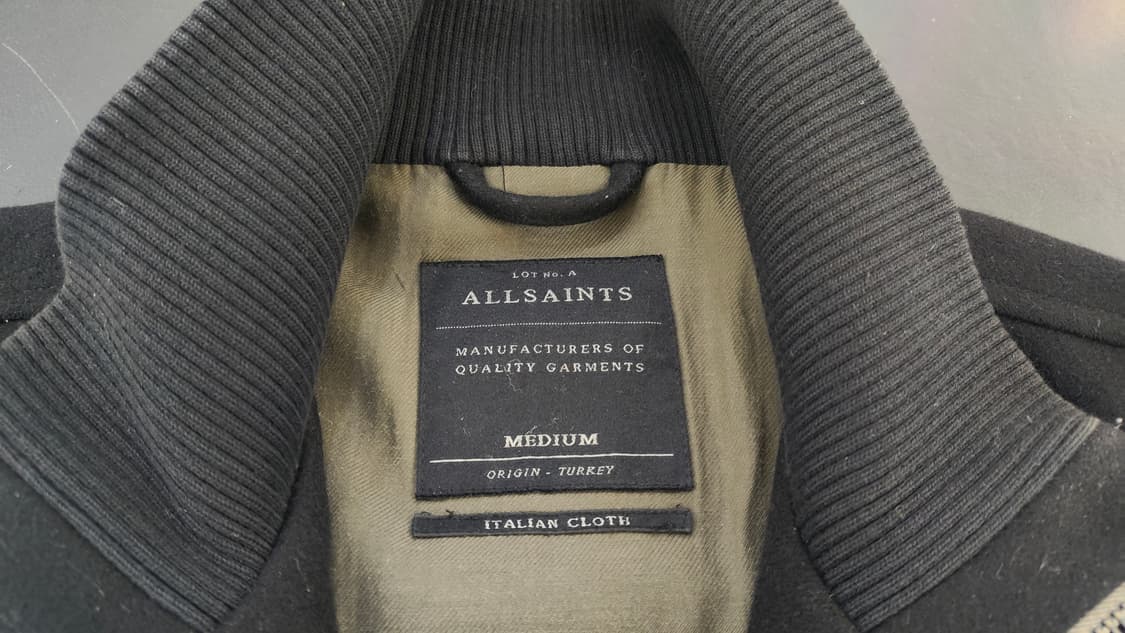 LOT No. A
ALLSAINTS
MANUFACTURERS OF
QUALITY GARMENTS
MEDIUM
ORIGIN - TURKEY
ITALIAN CLOTH